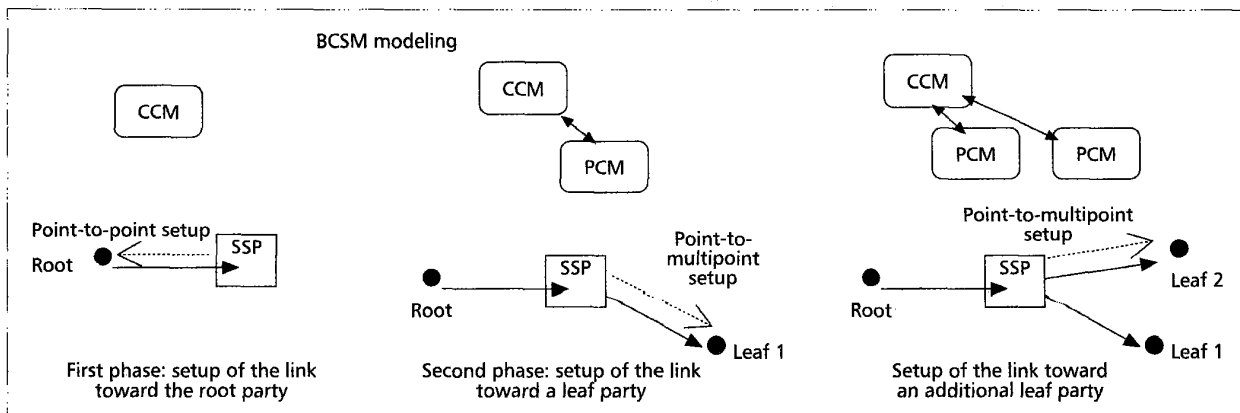 BCSM modeling
CCM
Point-to-point setup
SSP
Root
First phase: setup of the link
toward the root party
CCM
PCM
Point-to-
multipoint
setup
SSP
Root
Leaf 1
Second phase: setup of the link
toward a leaf party
CCM
PCM
PCM
Point-to-multipoint
setup
SSP
Root
Leaf 2
Leaf 1
Setup of the link toward
an additional leaf party